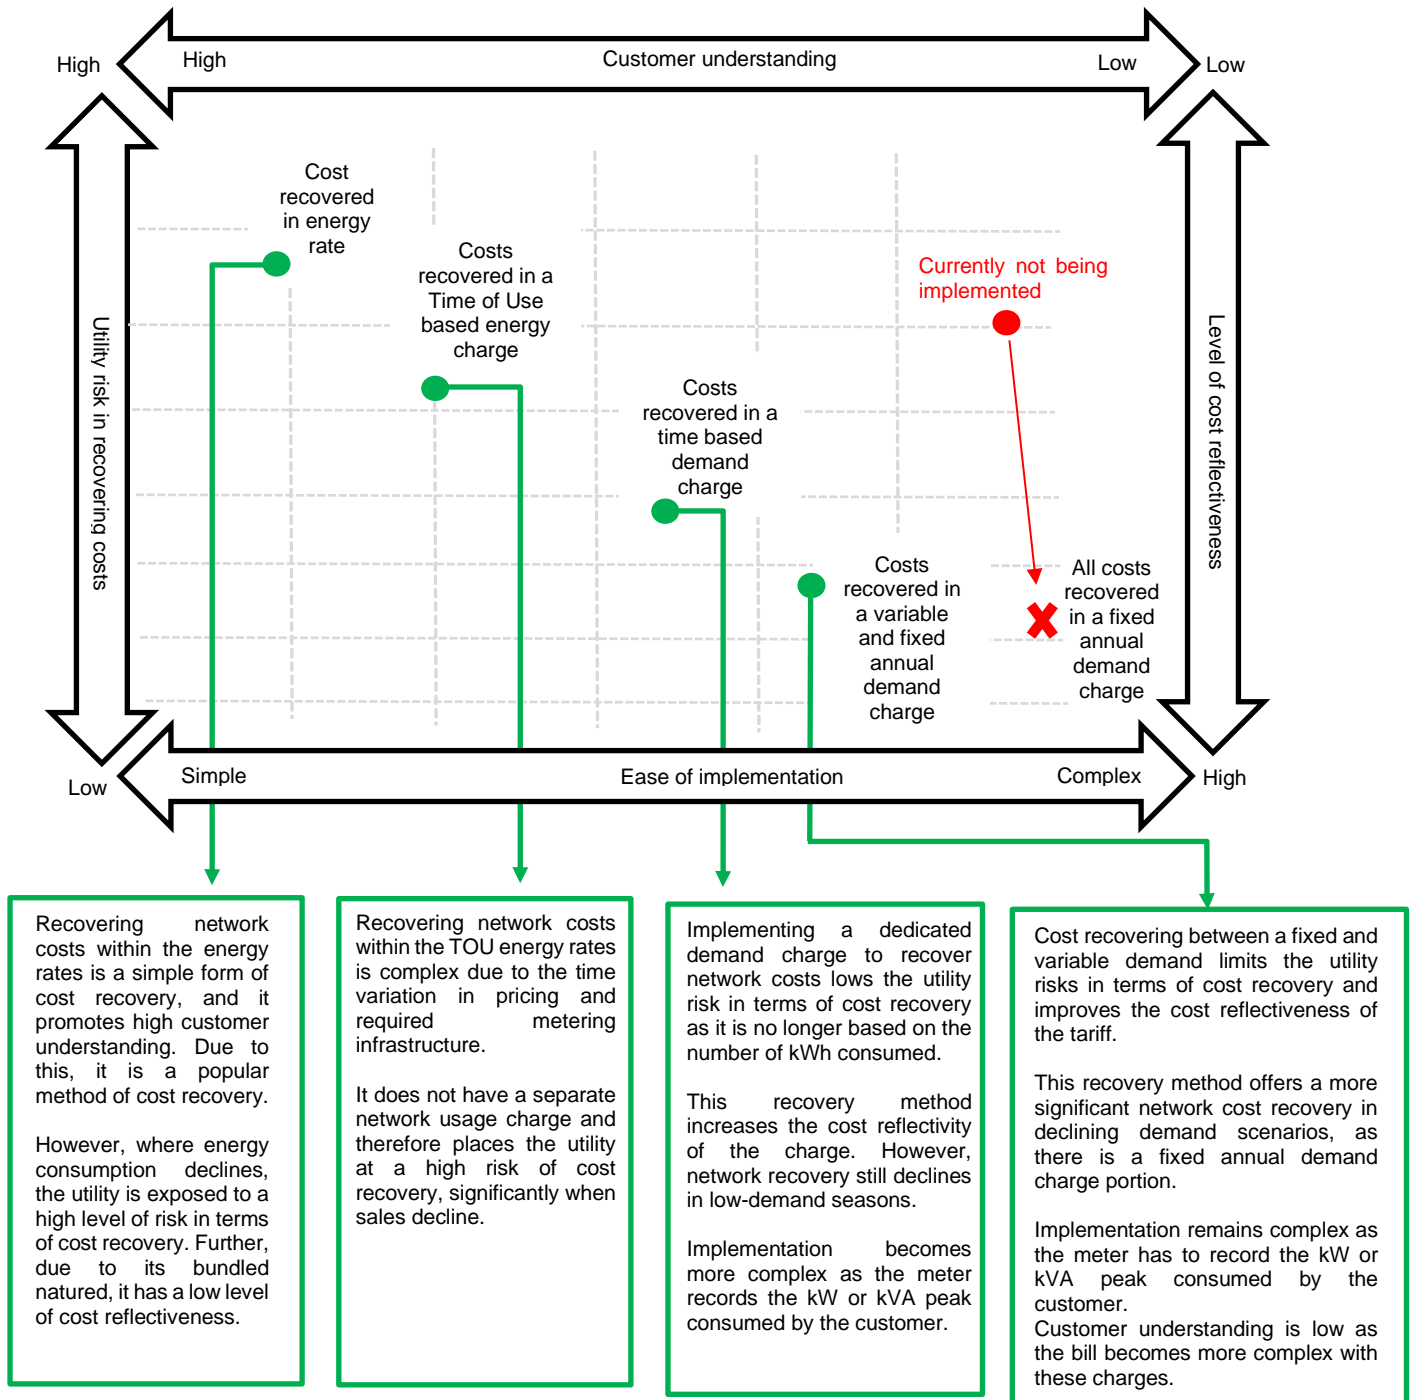 High
High
Customer understanding
Low
Low
Cost
recovered
in energy
rate
Costs
recovered in a
Time of Use
based energy
charge
Currently not being
implemented
Utility risk in recovering costs
Level of cost reflectiveness
Costs
recovered in a
time based
demand
charge
Costs
recovered in
a variable
and fixed
annual
demand
charge
All costs
recovered
in a fixed
annual
demand
charge
Low
Simple
Ease of implementation
Complex
High
Recovering network
costs within the energy
rates is a simple form of
cost recovery, and it
promotes high customer
understanding. Due to
this, it is a popular
method of cost recovery.
However, where energy
consumption declines,
the utility is exposed to a
high level of risk in terms
of cost recovery. Further,
due to its bundled
natured, it has a low level
of cost reflectiveness.
Recovering network costs
within the TOU energy rates
is complex due to the time
variation in pricing and
required metering
infrastructure.
It does not have a separate
network usage charge and
therefore places the utility
at a high risk of cost
recovery, significantly when
sales decline.
Implementing a dedicated
demand charge to recover
network costs lows the utility
risk in terms of cost recovery
as it is no longer based on the
number of kWh consumed.
This recovery method
increases the cost reflectivity
of the charge. However,
network recovery still declines
in low-demand seasons.
Implementation becomes
more complex as the meter
records the kW or kVA peak
consumed by the customer.
Cost recovering between a fixed and
variable demand limits the utility
risks in terms of cost recovery and
improves the cost reflectiveness of
the tariff.
This recovery method offers a more
significant network cost recovery in
declining demand scenarios, as
there is a fixed annual demand
charge portion.
Implementation remains complex as
the meter has to record the kW or
kVA peak consumed by the
customer.
Customer understanding is low as
the bill becomes more complex with
these charges.